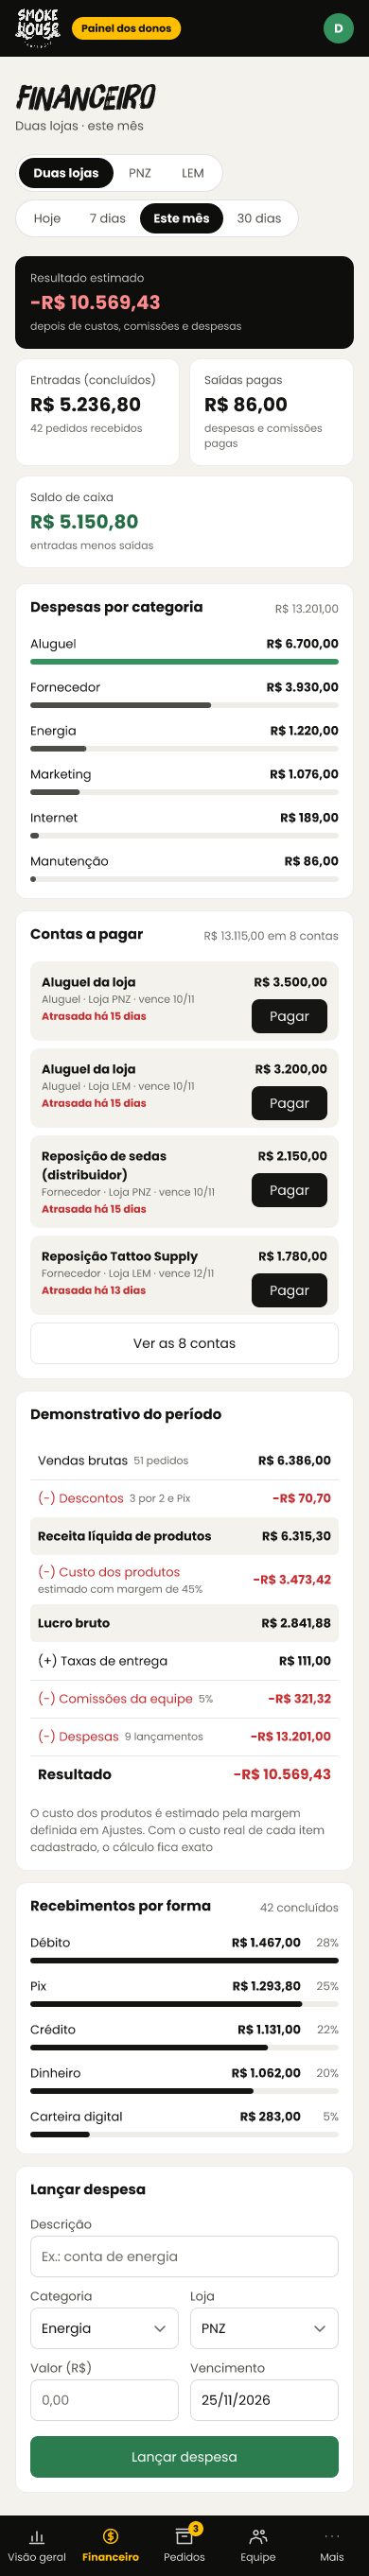 SMOKE
HOUSE
Painel dos donos
D
FINANCEIRO
Duas lojas · este mês
Duas lojas PNZ LEM
Hoje 7 dias Este mês 30 dias
Resultado estimado
-R$ 10.569,43
depois de custos, comissões e despesas
Entradas (concluídos)
R$ 5.236,80
42 pedidos recebidos
Saídas pagas
R$ 86,00
despesas e comissões
pagas
Saldo de caixa
R$ 5.150,80
entradas menos saídas
Despesas por categoria R$ 13.201,00
Aluguel R$ 6.700,00
Fornecedor R$ 3.930,00
Energia R$ 1.220,00
Marketing R$ 1.076,00
Internet R$ 189,00
Manutenção R$ 86,00
Contas a pagar R$ 13.115,00 em 8 contas
Aluguel da loja R$ 3.500,00
Aluguel · Loja PNZ · vence 10/11
Atrasada há 15 dias
Pagar
Aluguel da loja R$ 3.200,00
Aluguel · Loja LEM · vence 10/11
Atrasada há 15 dias
Pagar
Reposição de sedas R$ 2.150,00
(distribuidor)
Fornecedor · Loja PNZ · vence 10/11
Atrasada há 15 dias
Pagar
Reposição Tattoo Supply R$ 1.780,00
Fornecedor · Loja LEM · vence 12/11
Atrasada há 13 dias
Pagar
Ver as 8 contas
Demonstrativo do período
Vendas brutas 51 pedidos R$ 6.386,00
(-) Descontos 3 por 2 e Pix -R$ 70,70
Receita líquida de produtos R$ 6.315,30
(-) Custo dos produtos -R$ 3.473,42
estimado com margem de 45%
Lucro bruto R$ 2.841,88
(+) Taxas de entrega R$ 111,00
(-) Comissões da equipe 5% -R$ 321,32
(-) Despesas 9 lançamentos -R$ 13.201,00
Resultado -R$ 10.569,43
O custo dos produtos é estimado pela margem
definida em Ajustes. Com o custo real de cada item
cadastrado, o cálculo fica exato
Recebimentos por forma 42 concluídos
Débito R$ 1.467,00 28%
Pix R$ 1.293,80 25%
Crédito R$ 1.131,00 22%
Dinheiro R$ 1.062,00 20%
Carteira digital R$ 283,00 5%
Lançar despesa
Descrição
Ex.: conta de energia
Categoria Loja
Energia PNZ
Valor (R$) Vencimento
0,00 25/11/2026
Lançar despesa
3
Visão geral Financeiro Pedidos Equipe Mais